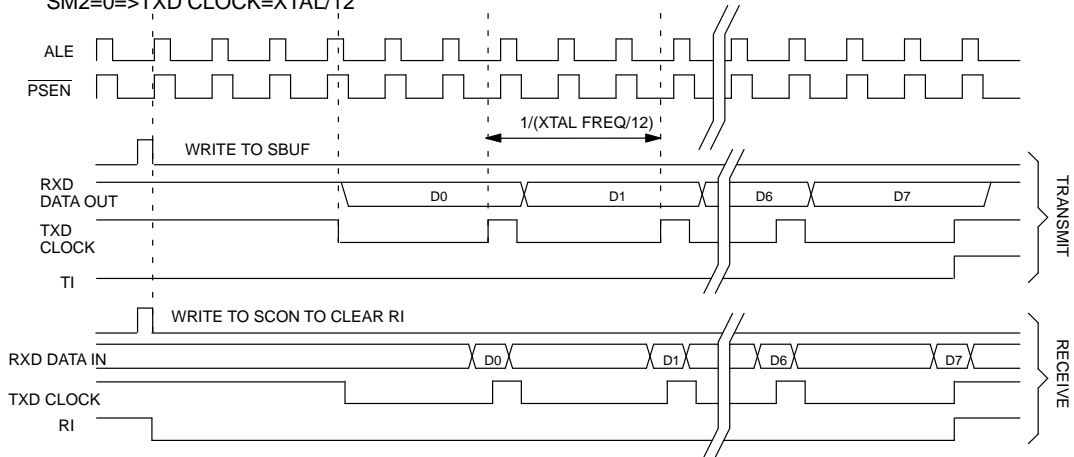 SM2=0=>TXD CLOCK=XTAL/12
ALE
PSEN
1/(XTAL FREQ/12)
WRITE TO SBUF
RXD
DATA OUT
D0
D1
D6
D7
TXD
CLOCK
TI
TRANSMIT
WRITE TO SCON TO CLEAR RI
RXD DATA IN
D0
D1
D6
D7
TXD CLOCK
RI
RECEIVE